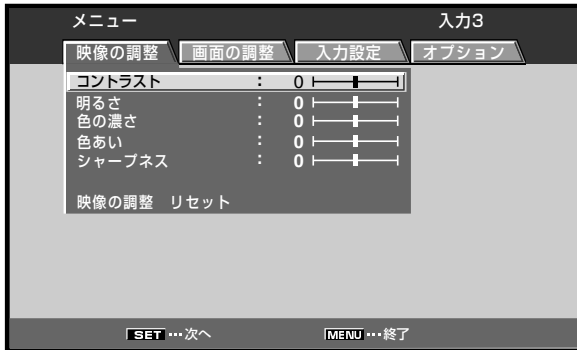 メニュー 入力3
映像の調整 画面の調整 入力設定 オプション
コントラスト : 0
明るさ : 0
色の濃さ : 0
色あい : 0
シャープネス : 0
映像の調整 リセット
SET…次へ MENU…終了